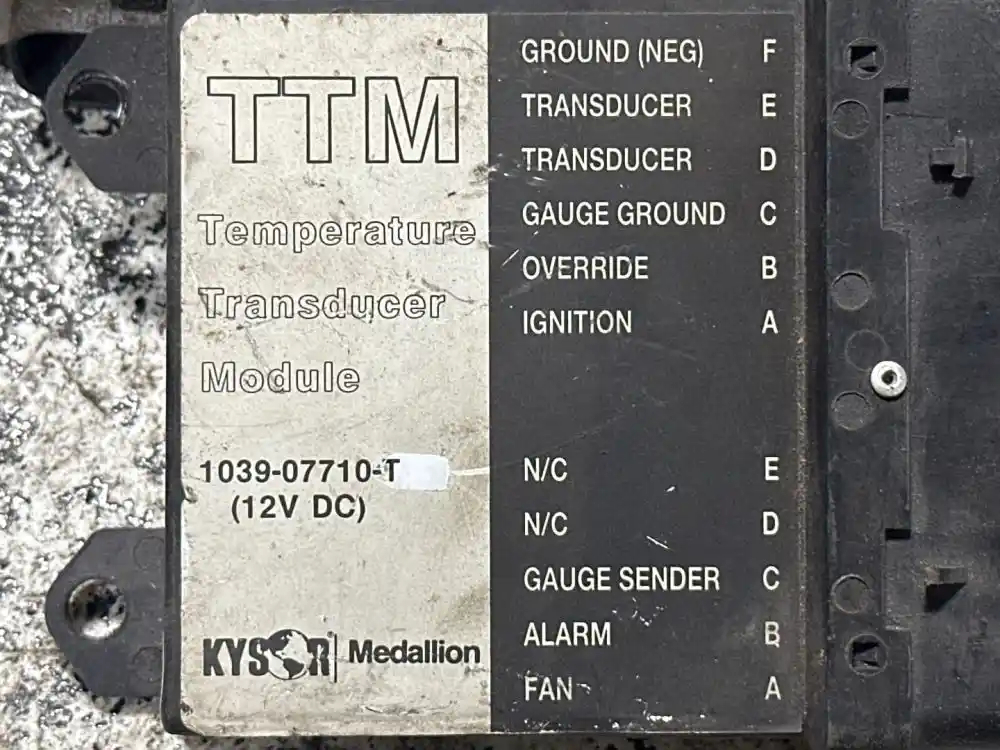 TTM
Temperature
Transducer
Module
1039-07710-T
(12V DC)
KYSOR Medallion
GROUND (NEG) F
TRANSDUCER E
TRANSDUCER D
GAUGE GROUND C
OVERRIDE B
IGNITION A
N/C E
N/C D
GAUGE SENDER C
ALARM B
FAN A